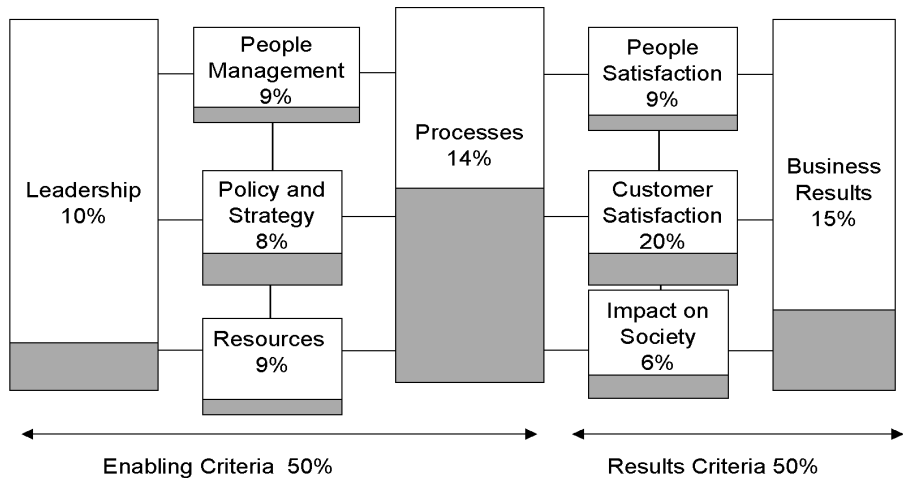 Leadership
10%
People
Management
9%
Policy and
Strategy
8%
Resources
9%
Processes
14%
People
Satisfaction
9%
Customer
Satisfaction
20%
Impact on
Society
6%
Business
Results
15%
Enabling Criteria 50%
Results Criteria 50%